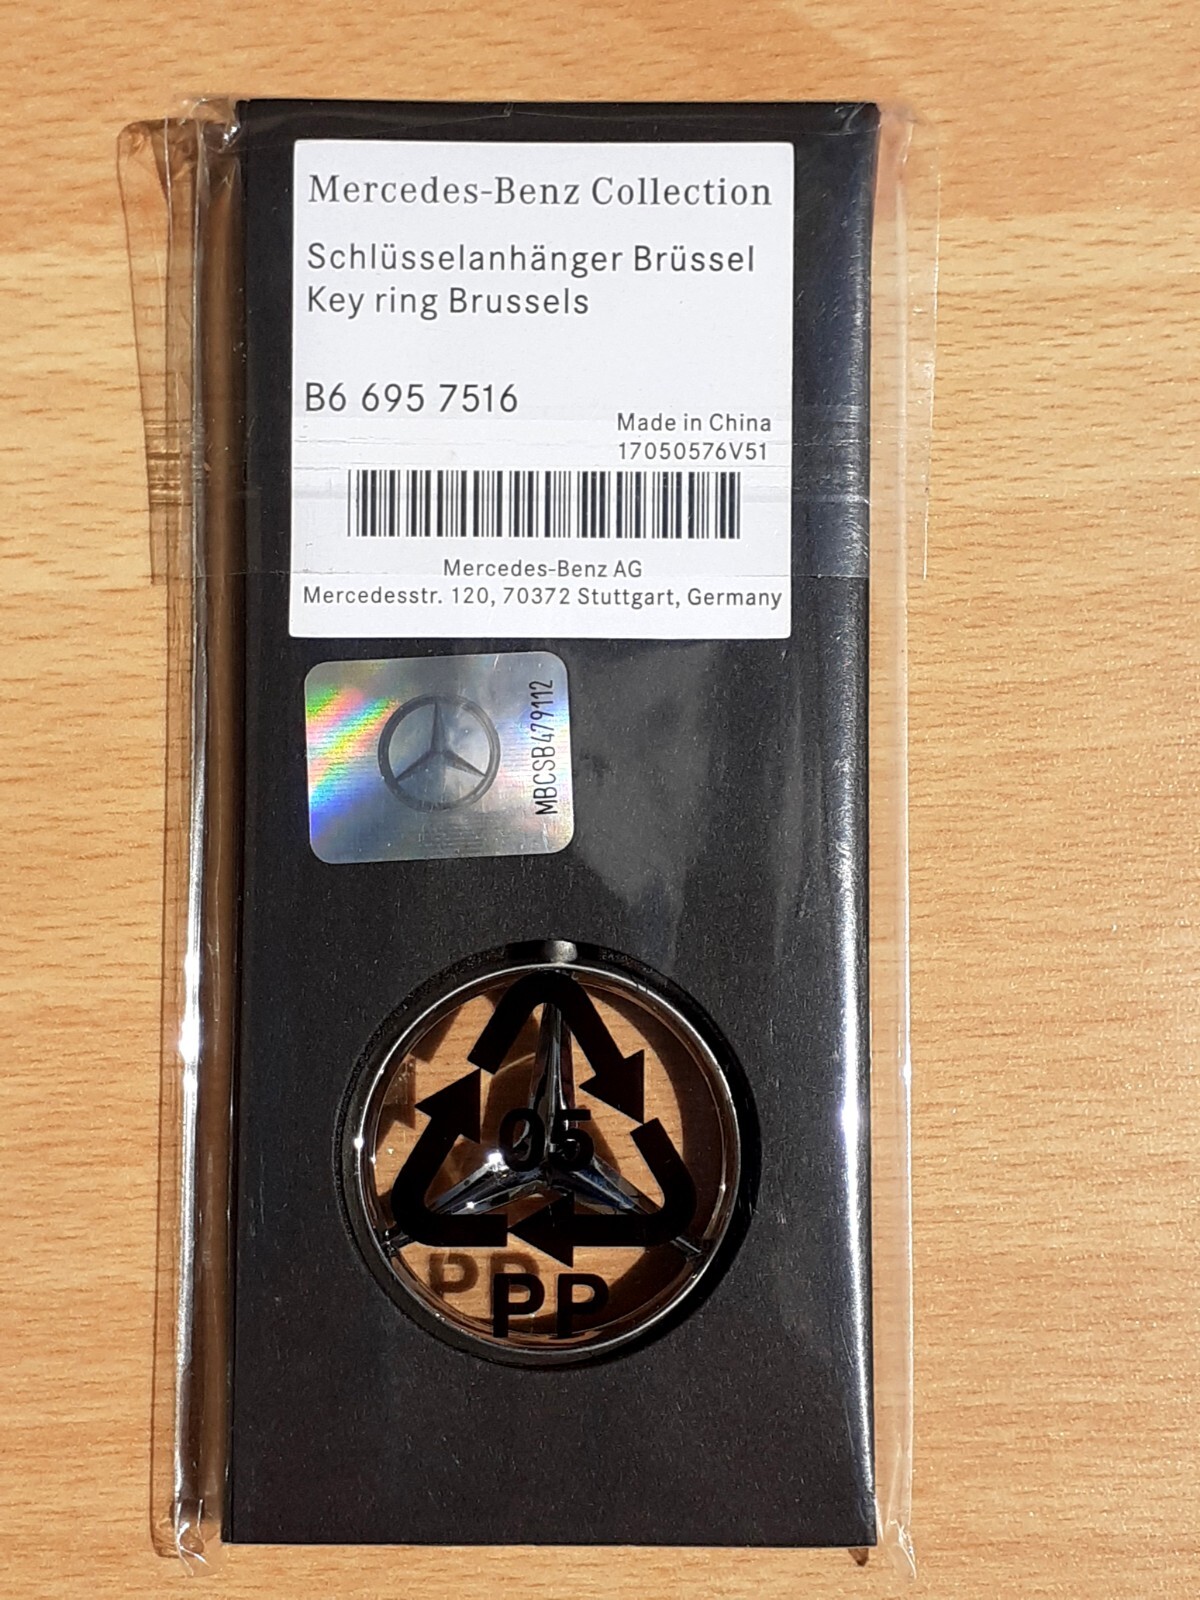 Mercedes-Benz Collection
Schlüsselanhänger Brüssel
Key ring Brussels
B6 695 7516
Made in China
17050576V51
Mercedes-Benz AG
Mercedesstr. 120, 70372 Stuttgart, Germany
MBCSB479112
05
PP